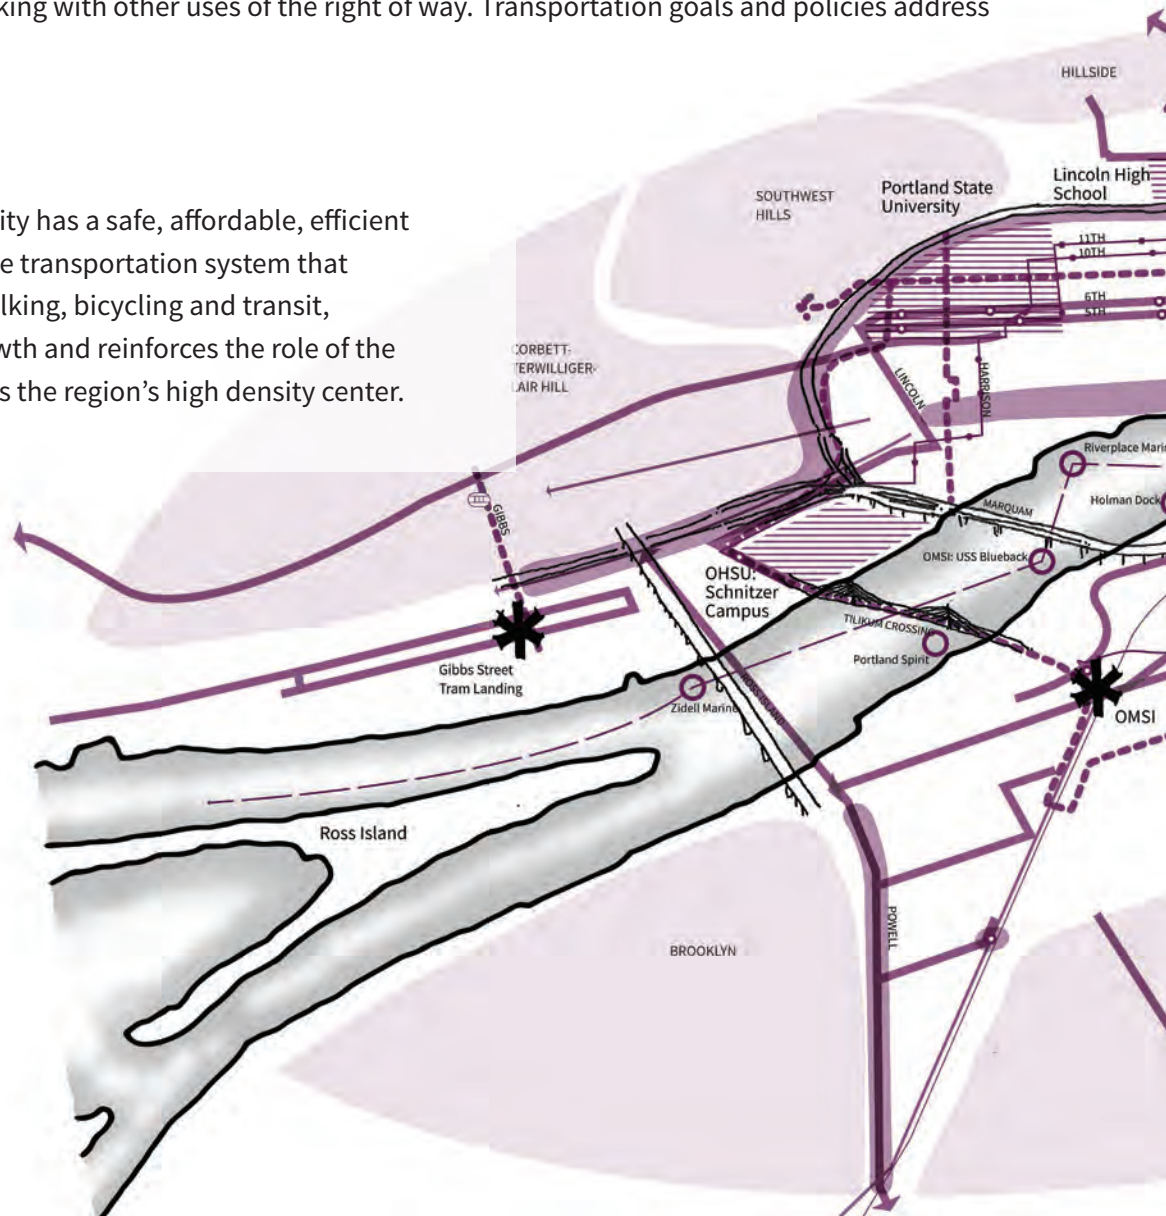 king with other uses of the right of way. Transportation goals and policies address
ity has a safe, affordable, efficient
e transportation system that
lking, bicycling and transit,
wth and reinforces the role of the
s the region's high density center.
HILLSIDE
Lincoln High
School
Portland State
University
SOUTHWEST
HILLS
11TH
10TH
6TH
5TH
CORBETT-
TERWILLIGER-
LAIR HILL
LINCOLN
HARRISON
Riverplace Marin
Holman Dock
MARQUAM
GIBBS
OMSI: USS Blueback
OHSU:
Schnitzer
Campus
TILIKUM CROSSING
Portland Spirit
Gibbs Street
Tram Landing
Zidell Marine
ROSS ISLAND
OMSI
Ross Island
POWELL
BROOKLYN